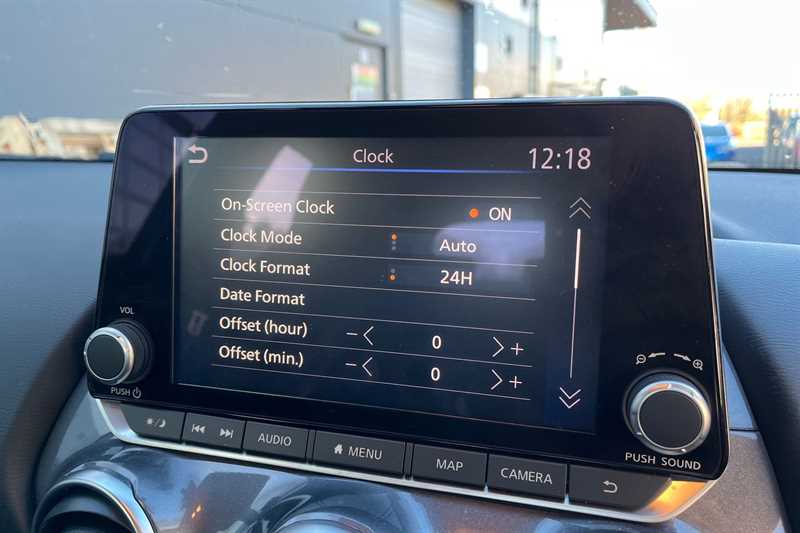 Clock 12:18
On-Screen Clock ON
Clock Mode Auto
Clock Format 24H
Date Format
Offset (hour) − 0 +
Offset (min.) − 0 +
VOL
PUSH
PUSH SOUND
AUDIO
MENU
MAP
CAMERA